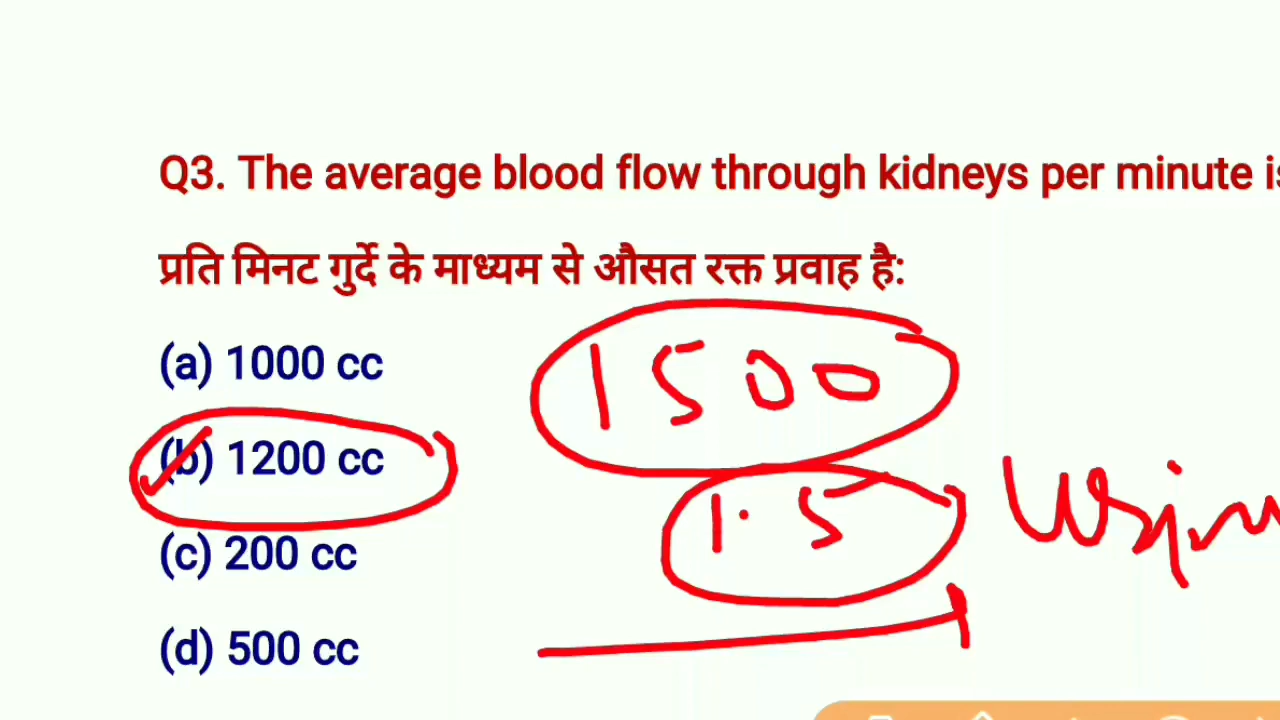 Q3. The average blood flow through kidneys per minute is
प्रति मिनट गुर्दे के माध्यम से औसत रक्त प्रवाह है:
(a) 1000 cc
1500
(b) 1200 cc
1.5
(c) 200 cc
(d) 500 cc